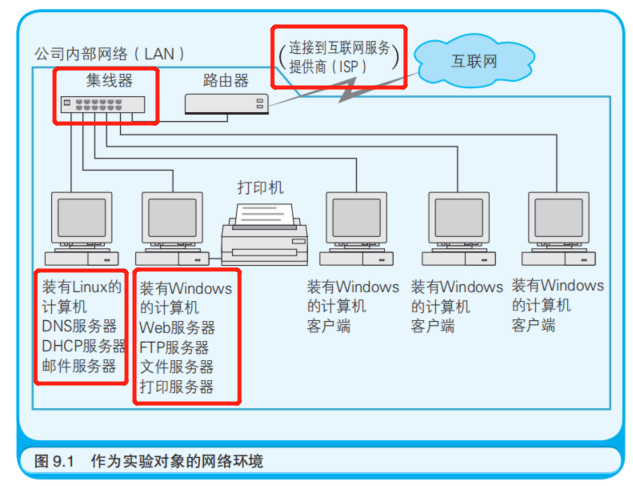 公司内部网络（LAN）
（连接到互联网服务
提供商（ISP））
互联网
集线器
路由器
打印机
装有Linux的
计算机
DNS服务器
DHCP服务器
邮件服务器
装有Windows
的计算机
Web服务器
FTP服务器
文件服务器
打印服务器
装有Windows
的计算机
客户端
装有Windows
的计算机
客户端
装有Windows
的计算机
客户端
图 9.1 作为实验对象的网络环境